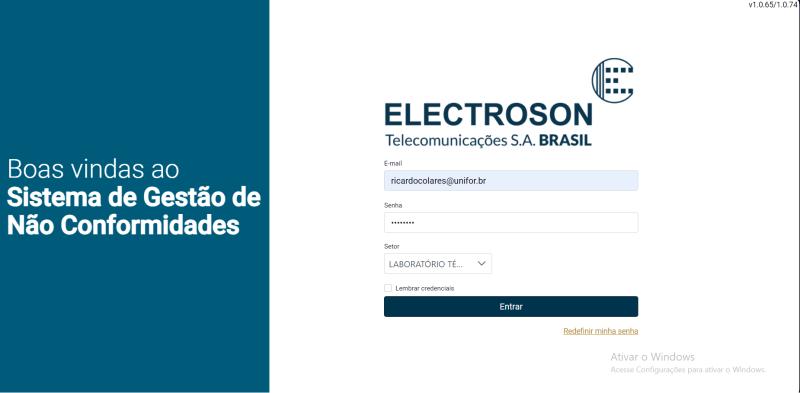 v1.0.65/1.0.74
Boas vindas ao
Sistema de Gestão de
Não Conformidades
ELECTROSON
Telecomunicações S.A. BRASIL
E-mail
ricardocolares@unifor.br
Senha
••••••••
Setor
LABORATÓRIO TÉ...
Lembrar credenciais
Entrar
Redefinir minha senha
Ativar o Windows
Acesse Configurações para ativar o Windows.